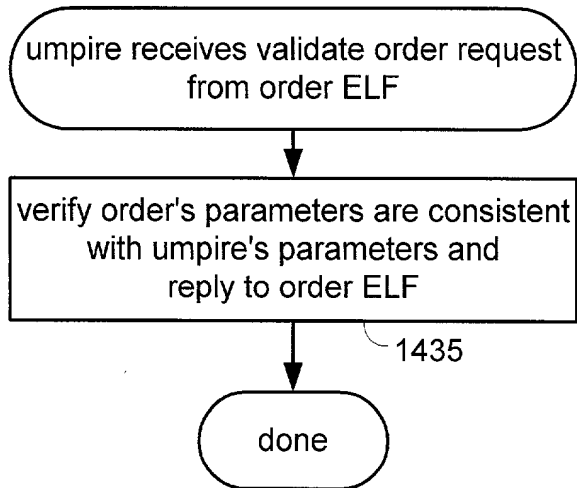 umpire receives validate order request
from order ELF
verify order's parameters are consistent
with umpire's parameters and
reply to order ELF
1435
done